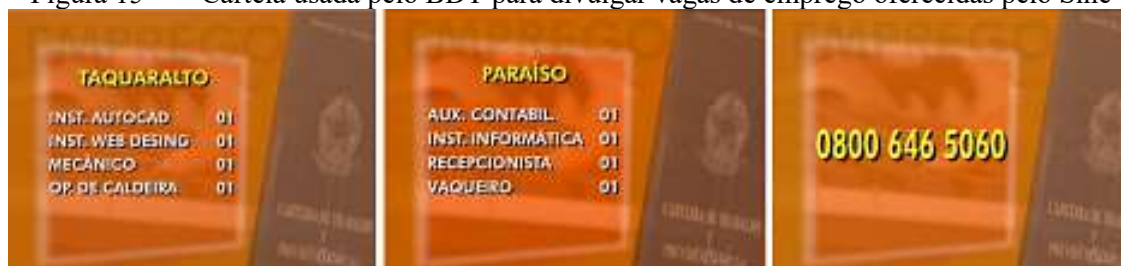 Figura 15 Cartela usada pelo BDT para divulgar vagas de emprego oferecidas pelo Sine
EMPREGO
TAQUARALTO
INST. AUTOCAD 01
INST. WEB DESING 01
MECÂNICO 01
OP. DE CALDEIRA 01
PARAÍSO
AUX. CONTABIL. 01
INST. INFORMÁTICA 01
RECEPCIONISTA 01
VAQUEIRO 01
0800 646 5060